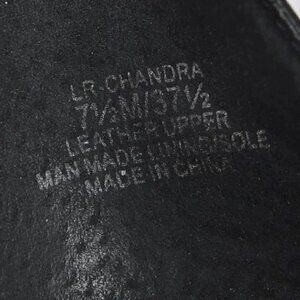 LR-CHANDRA
7½M/37½
LEATHER UPPER
MAN MADE LINING/SOLE
MADE IN CHINA